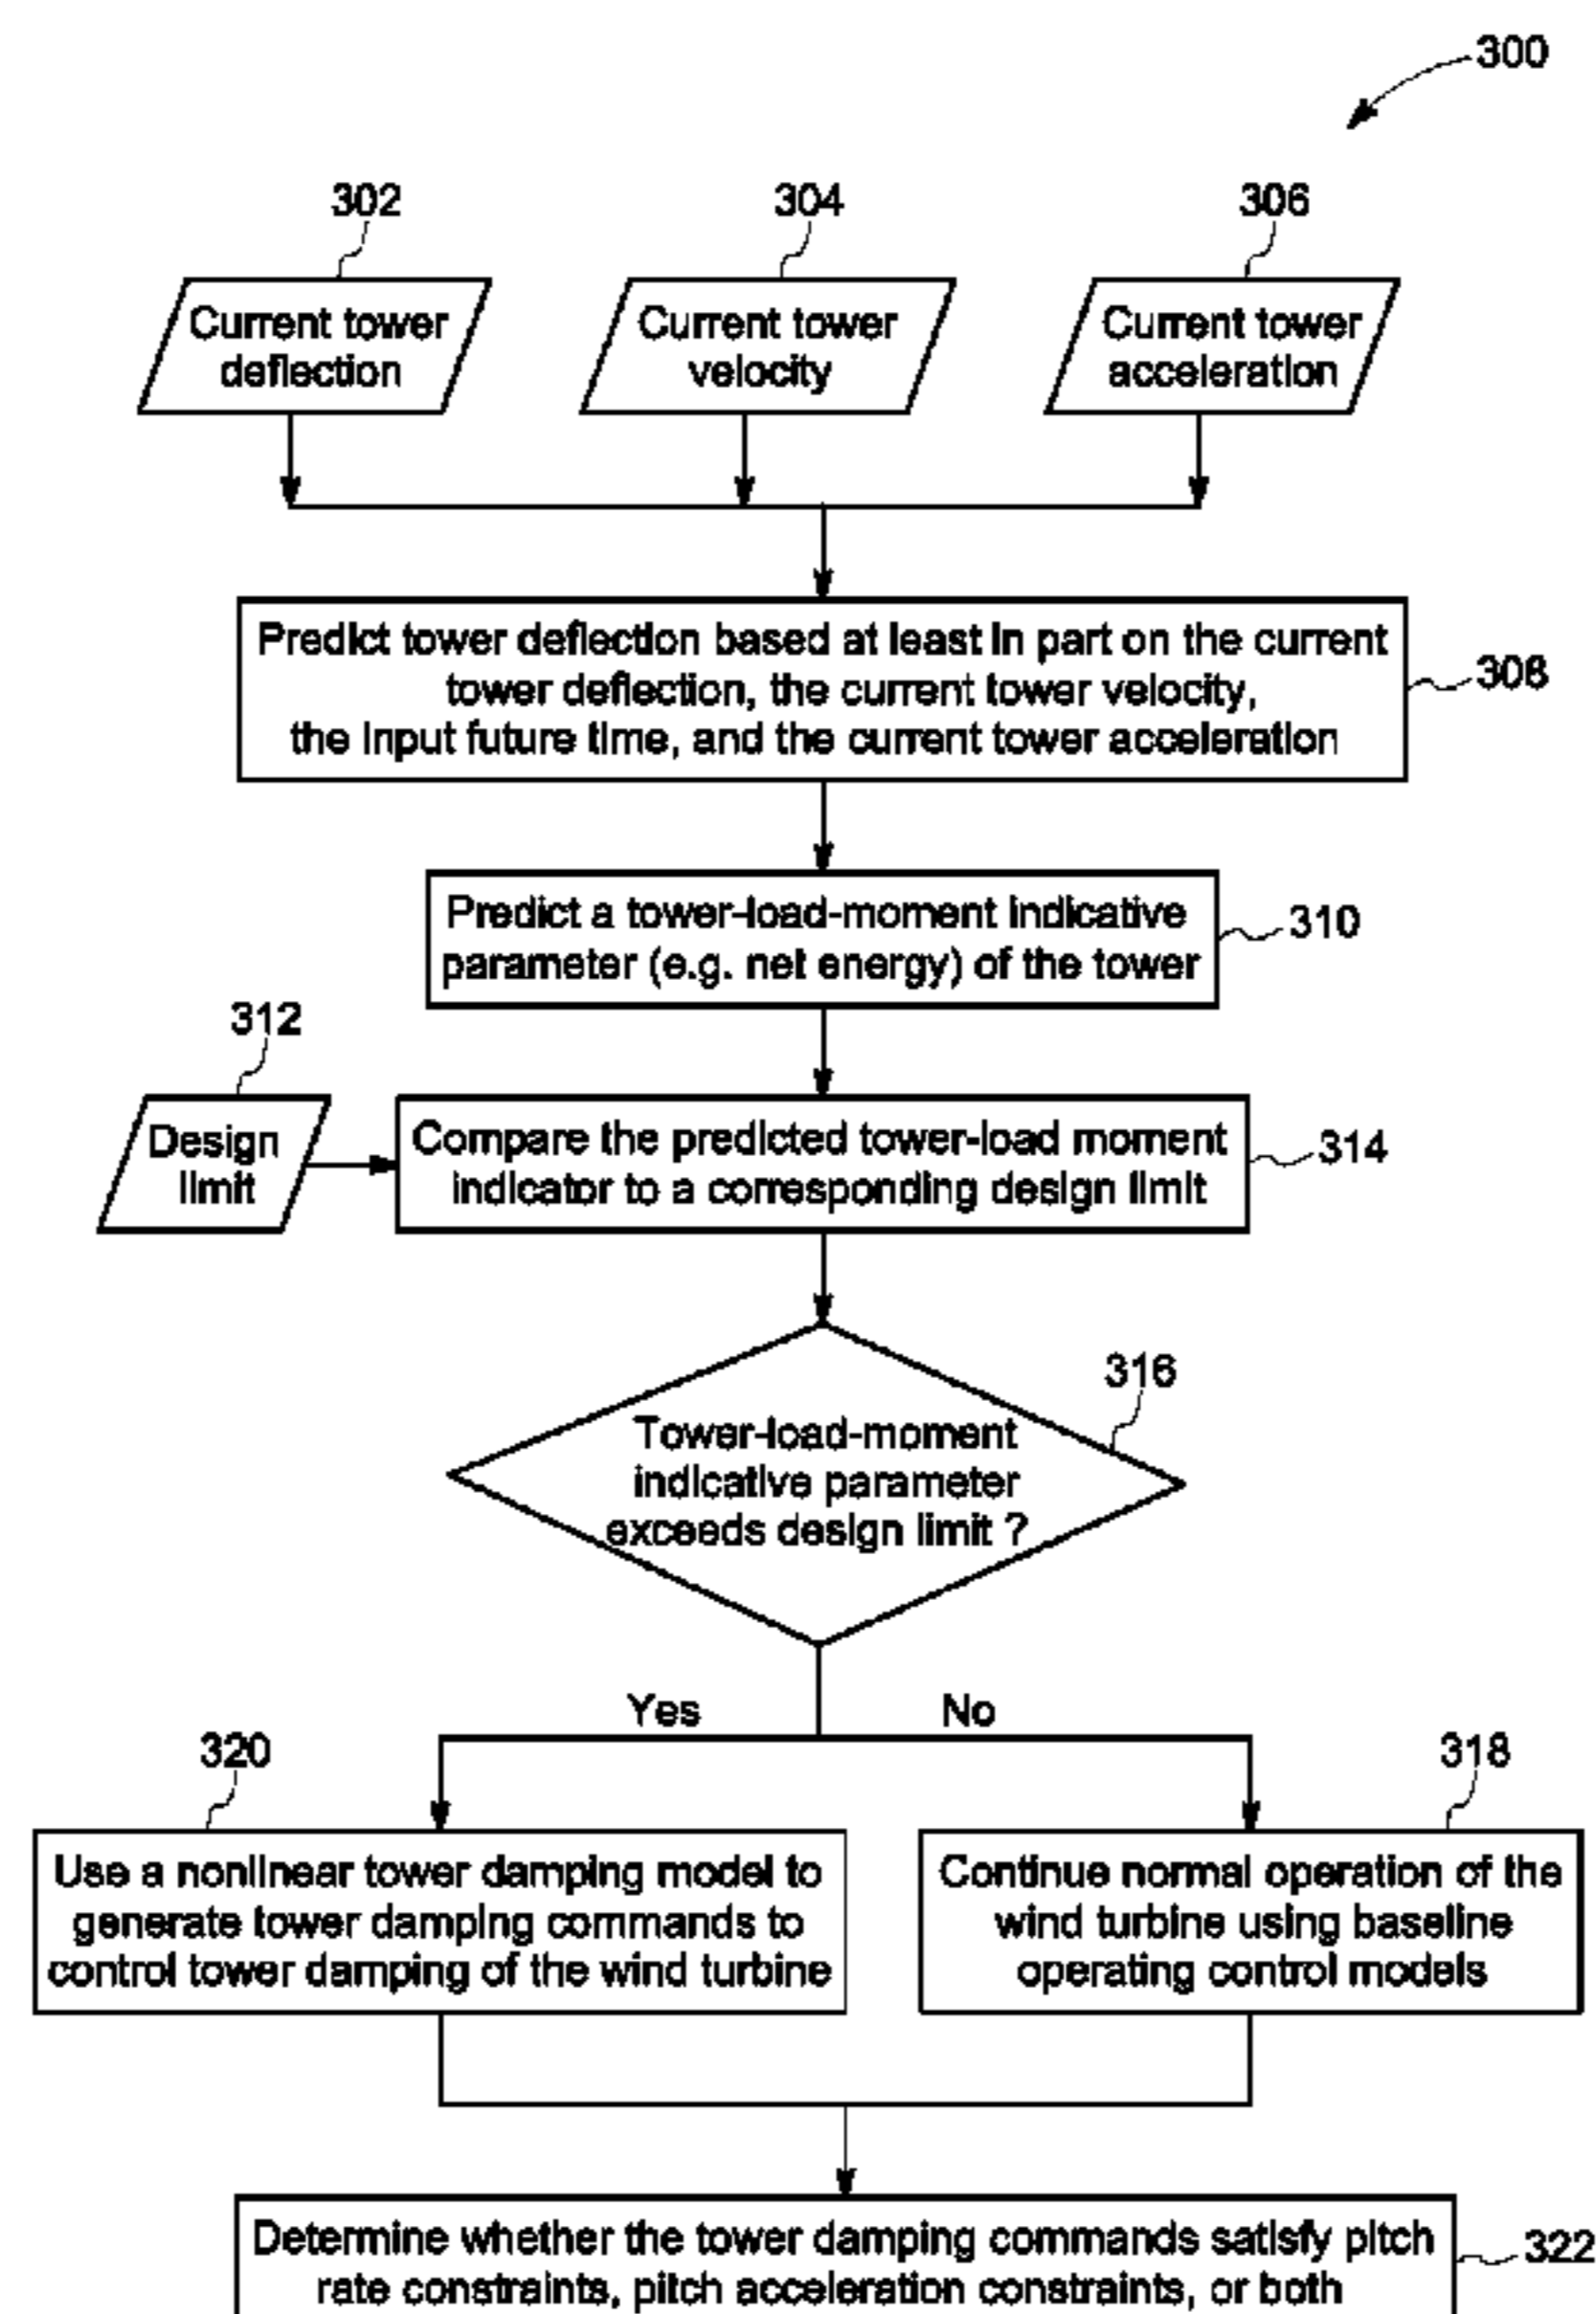 300
302
304
306
Current tower
deflection
Current tower
velocity
Current tower
acceleration
Predict tower deflection based at least in part on the current
tower deflection, the current tower velocity,
the input future time, and the current tower acceleration
308
Predict a tower-load-moment indicative
parameter (e.g. net energy) of the tower
310
312
Design
limit
Compare the predicted tower-load moment
indicator to a corresponding design limit
314
316
Tower-load-moment
indicative parameter
exceeds design limit ?
Yes
No
320
318
Use a nonlinear tower damping model to
generate tower damping commands to
control tower damping of the wind turbine
Continue normal operation of the
wind turbine using baseline
operating control models
Determine whether the tower damping commands satisfy pitch
rate constraints, pitch acceleration constraints, or both
322